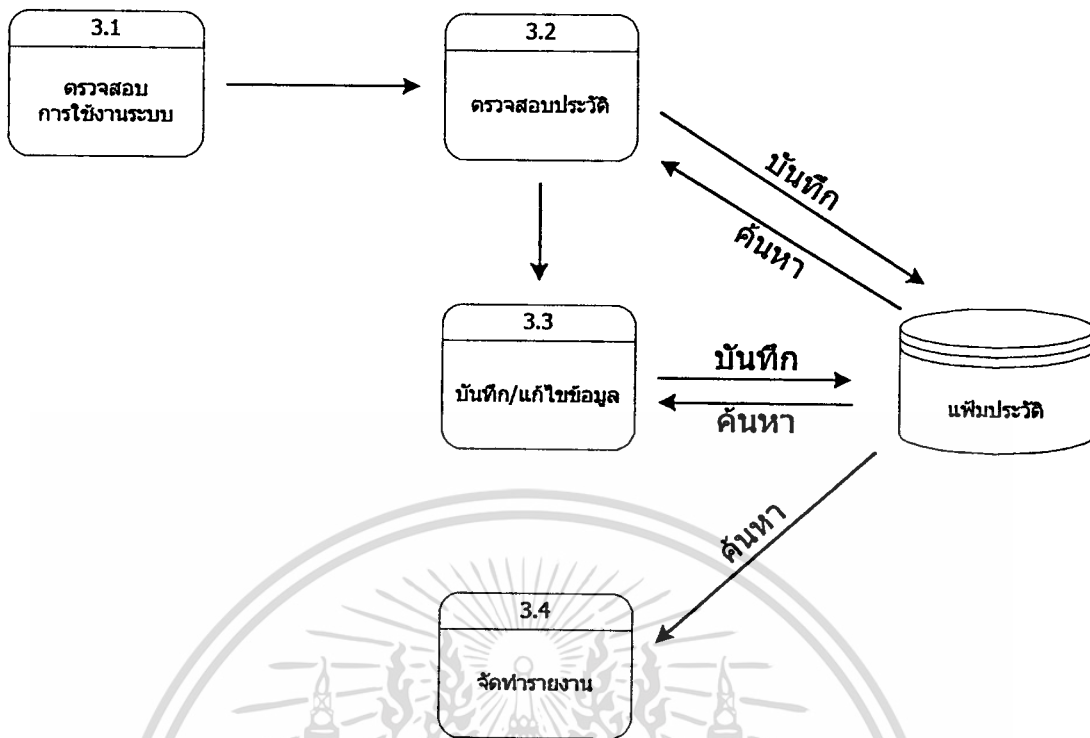 3.1
ตรวจสอบ
การใช้งานระบบ
3.2
ตรวจสอบประวัติ
บันทึก
ค้นหา
3.3
บันทึก/แก้ไขข้อมูล
บันทึก
ค้นหา
แฟ้มประวัติ
ค้นหา
3.4
จัดทำรายงาน